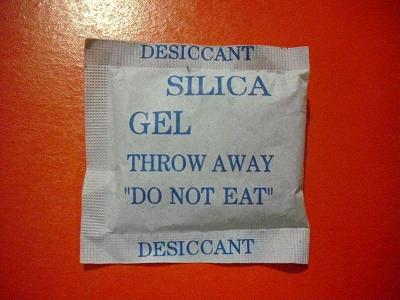 DESICCANT
SILICA
GEL
THROW AWAY
"DO NOT EAT"
DESICCANT